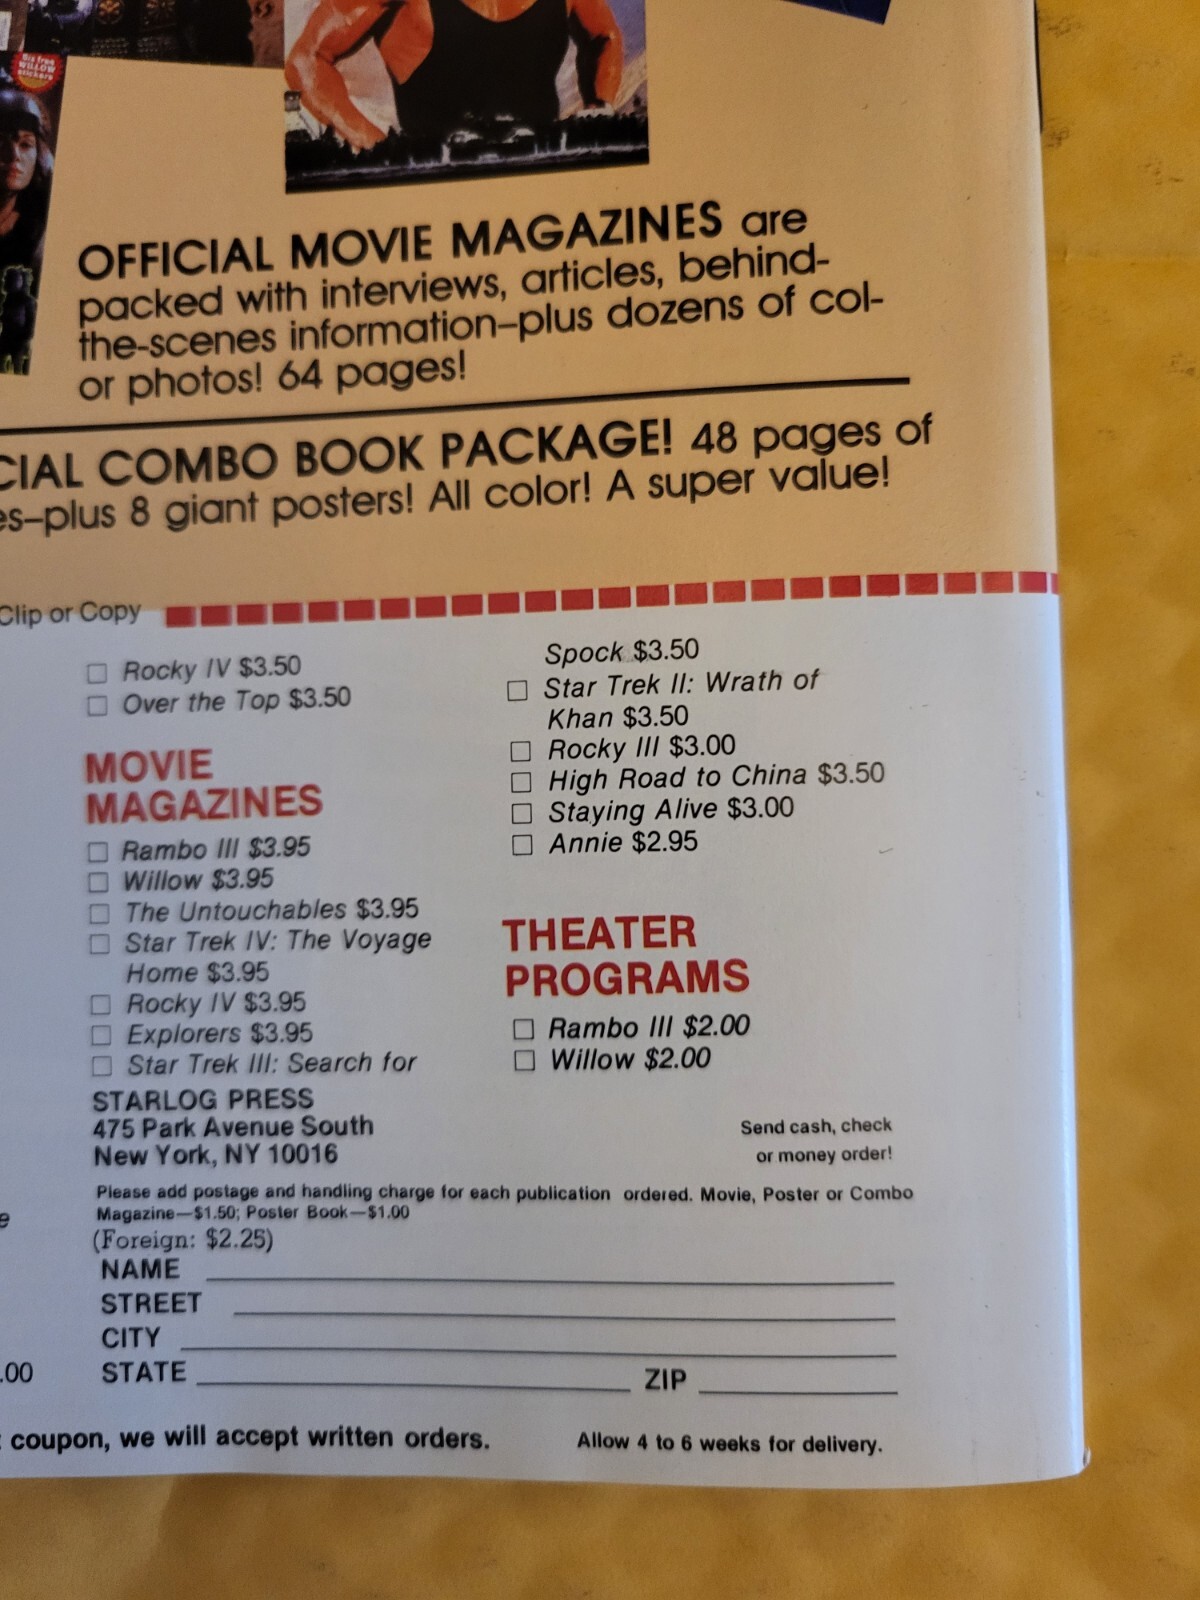 Big free
WILLOW
stickers
OFFICIAL MOVIE MAGAZINES are
packed with interviews, articles, behind-
the-scenes information–plus dozens of col-
or photos! 64 pages!
CIAL COMBO BOOK PACKAGE! 48 pages of
es–plus 8 giant posters! All color! A super value!
Clip or Copy
Rocky IV $3.50
Over the Top $3.50
MOVIE
MAGAZINES
Rambo III $3.95
Willow $3.95
The Untouchables $3.95
Star Trek IV: The Voyage
Home $3.95
Rocky IV $3.95
Explorers $3.95
Star Trek III: Search for
Spock $3.50
Star Trek II: Wrath of
Khan $3.50
Rocky III $3.00
High Road to China $3.50
Staying Alive $3.00
Annie $2.95
THEATER
PROGRAMS
Rambo III $2.00
Willow $2.00
STARLOG PRESS
475 Park Avenue South
New York, NY 10016
Send cash, check
or money order!
Please add postage and handling charge for each publication ordered. Movie, Poster or Combo
Magazine—$1.50; Poster Book—$1.00
(Foreign: $2.25)
NAME
STREET
CITY
STATE ZIP
.00
coupon, we will accept written orders.
Allow 4 to 6 weeks for delivery.